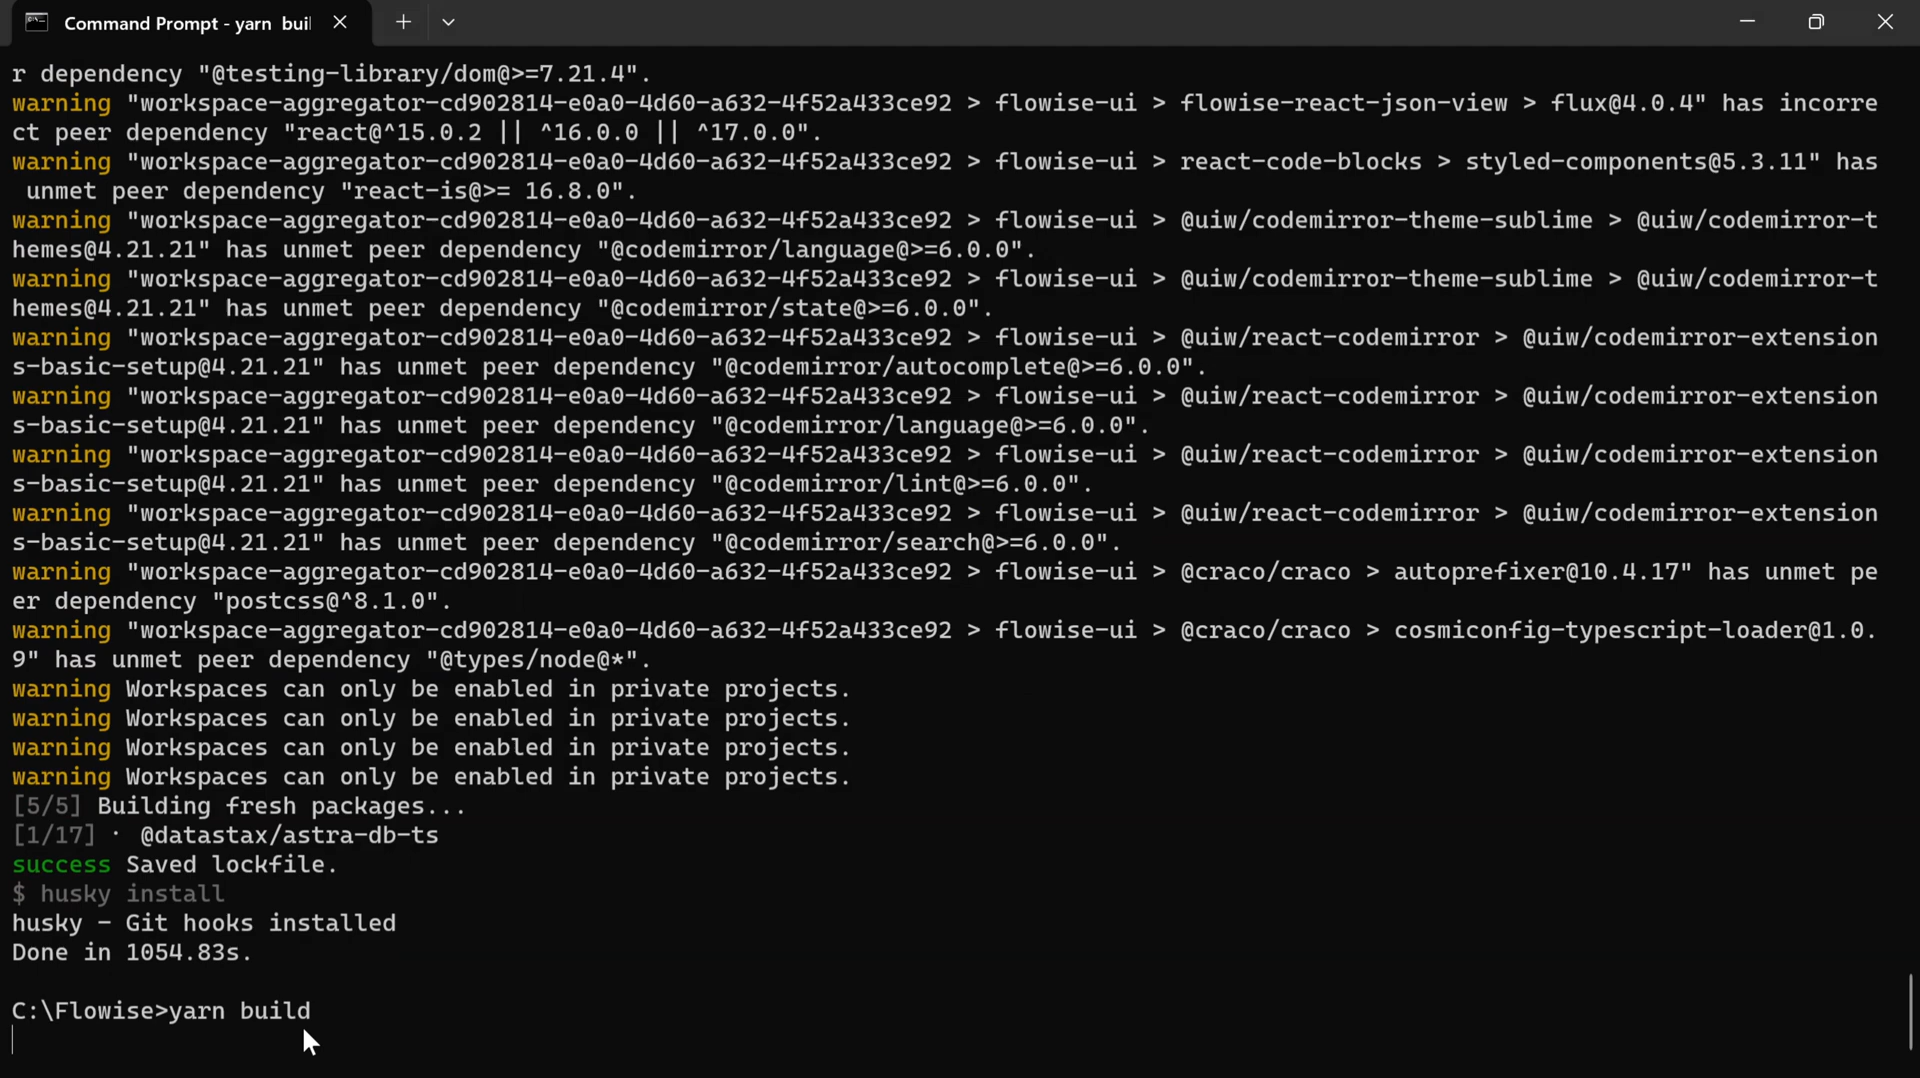 Command Prompt - yarn buil
r dependency "@testing-library/dom@>=7.21.4".
warning "workspace-aggregator-cd902814-e0a0-4d60-a632-4f52a433ce92 > flowise-ui > flowise-react-json-view > flux@4.0.4" has incorre
ct peer dependency "react@^15.0.2 || ^16.0.0 || ^17.0.0".
warning "workspace-aggregator-cd902814-e0a0-4d60-a632-4f52a433ce92 > flowise-ui > react-code-blocks > styled-components@5.3.11" has
unmet peer dependency "react-is@>= 16.8.0".
warning "workspace-aggregator-cd902814-e0a0-4d60-a632-4f52a433ce92 > flowise-ui > @uiw/codemirror-theme-sublime > @uiw/codemirror-t
hemes@4.21.21" has unmet peer dependency "@codemirror/language@>=6.0.0".
warning "workspace-aggregator-cd902814-e0a0-4d60-a632-4f52a433ce92 > flowise-ui > @uiw/codemirror-theme-sublime > @uiw/codemirror-t
hemes@4.21.21" has unmet peer dependency "@codemirror/state@>=6.0.0".
warning "workspace-aggregator-cd902814-e0a0-4d60-a632-4f52a433ce92 > flowise-ui > @uiw/react-codemirror > @uiw/codemirror-extension
s-basic-setup@4.21.21" has unmet peer dependency "@codemirror/autocomplete@>=6.0.0".
warning "workspace-aggregator-cd902814-e0a0-4d60-a632-4f52a433ce92 > flowise-ui > @uiw/react-codemirror > @uiw/codemirror-extension
s-basic-setup@4.21.21" has unmet peer dependency "@codemirror/language@>=6.0.0".
warning "workspace-aggregator-cd902814-e0a0-4d60-a632-4f52a433ce92 > flowise-ui > @uiw/react-codemirror > @uiw/codemirror-extension
s-basic-setup@4.21.21" has unmet peer dependency "@codemirror/lint@>=6.0.0".
warning "workspace-aggregator-cd902814-e0a0-4d60-a632-4f52a433ce92 > flowise-ui > @uiw/react-codemirror > @uiw/codemirror-extension
s-basic-setup@4.21.21" has unmet peer dependency "@codemirror/search@>=6.0.0".
warning "workspace-aggregator-cd902814-e0a0-4d60-a632-4f52a433ce92 > flowise-ui > @craco/craco > autoprefixer@10.4.17" has unmet pe
er dependency "postcss@^8.1.0".
warning "workspace-aggregator-cd902814-e0a0-4d60-a632-4f52a433ce92 > flowise-ui > @craco/craco > cosmiconfig-typescript-loader@1.0.
9" has unmet peer dependency "@types/node@*".
warning Workspaces can only be enabled in private projects.
warning Workspaces can only be enabled in private projects.
warning Workspaces can only be enabled in private projects.
warning Workspaces can only be enabled in private projects.
[5/5] Building fresh packages...
[1/17] · @datastax/astra-db-ts
success Saved lockfile.
$ husky install
husky - Git hooks installed
Done in 1054.83s.
C:\Flowise>yarn build